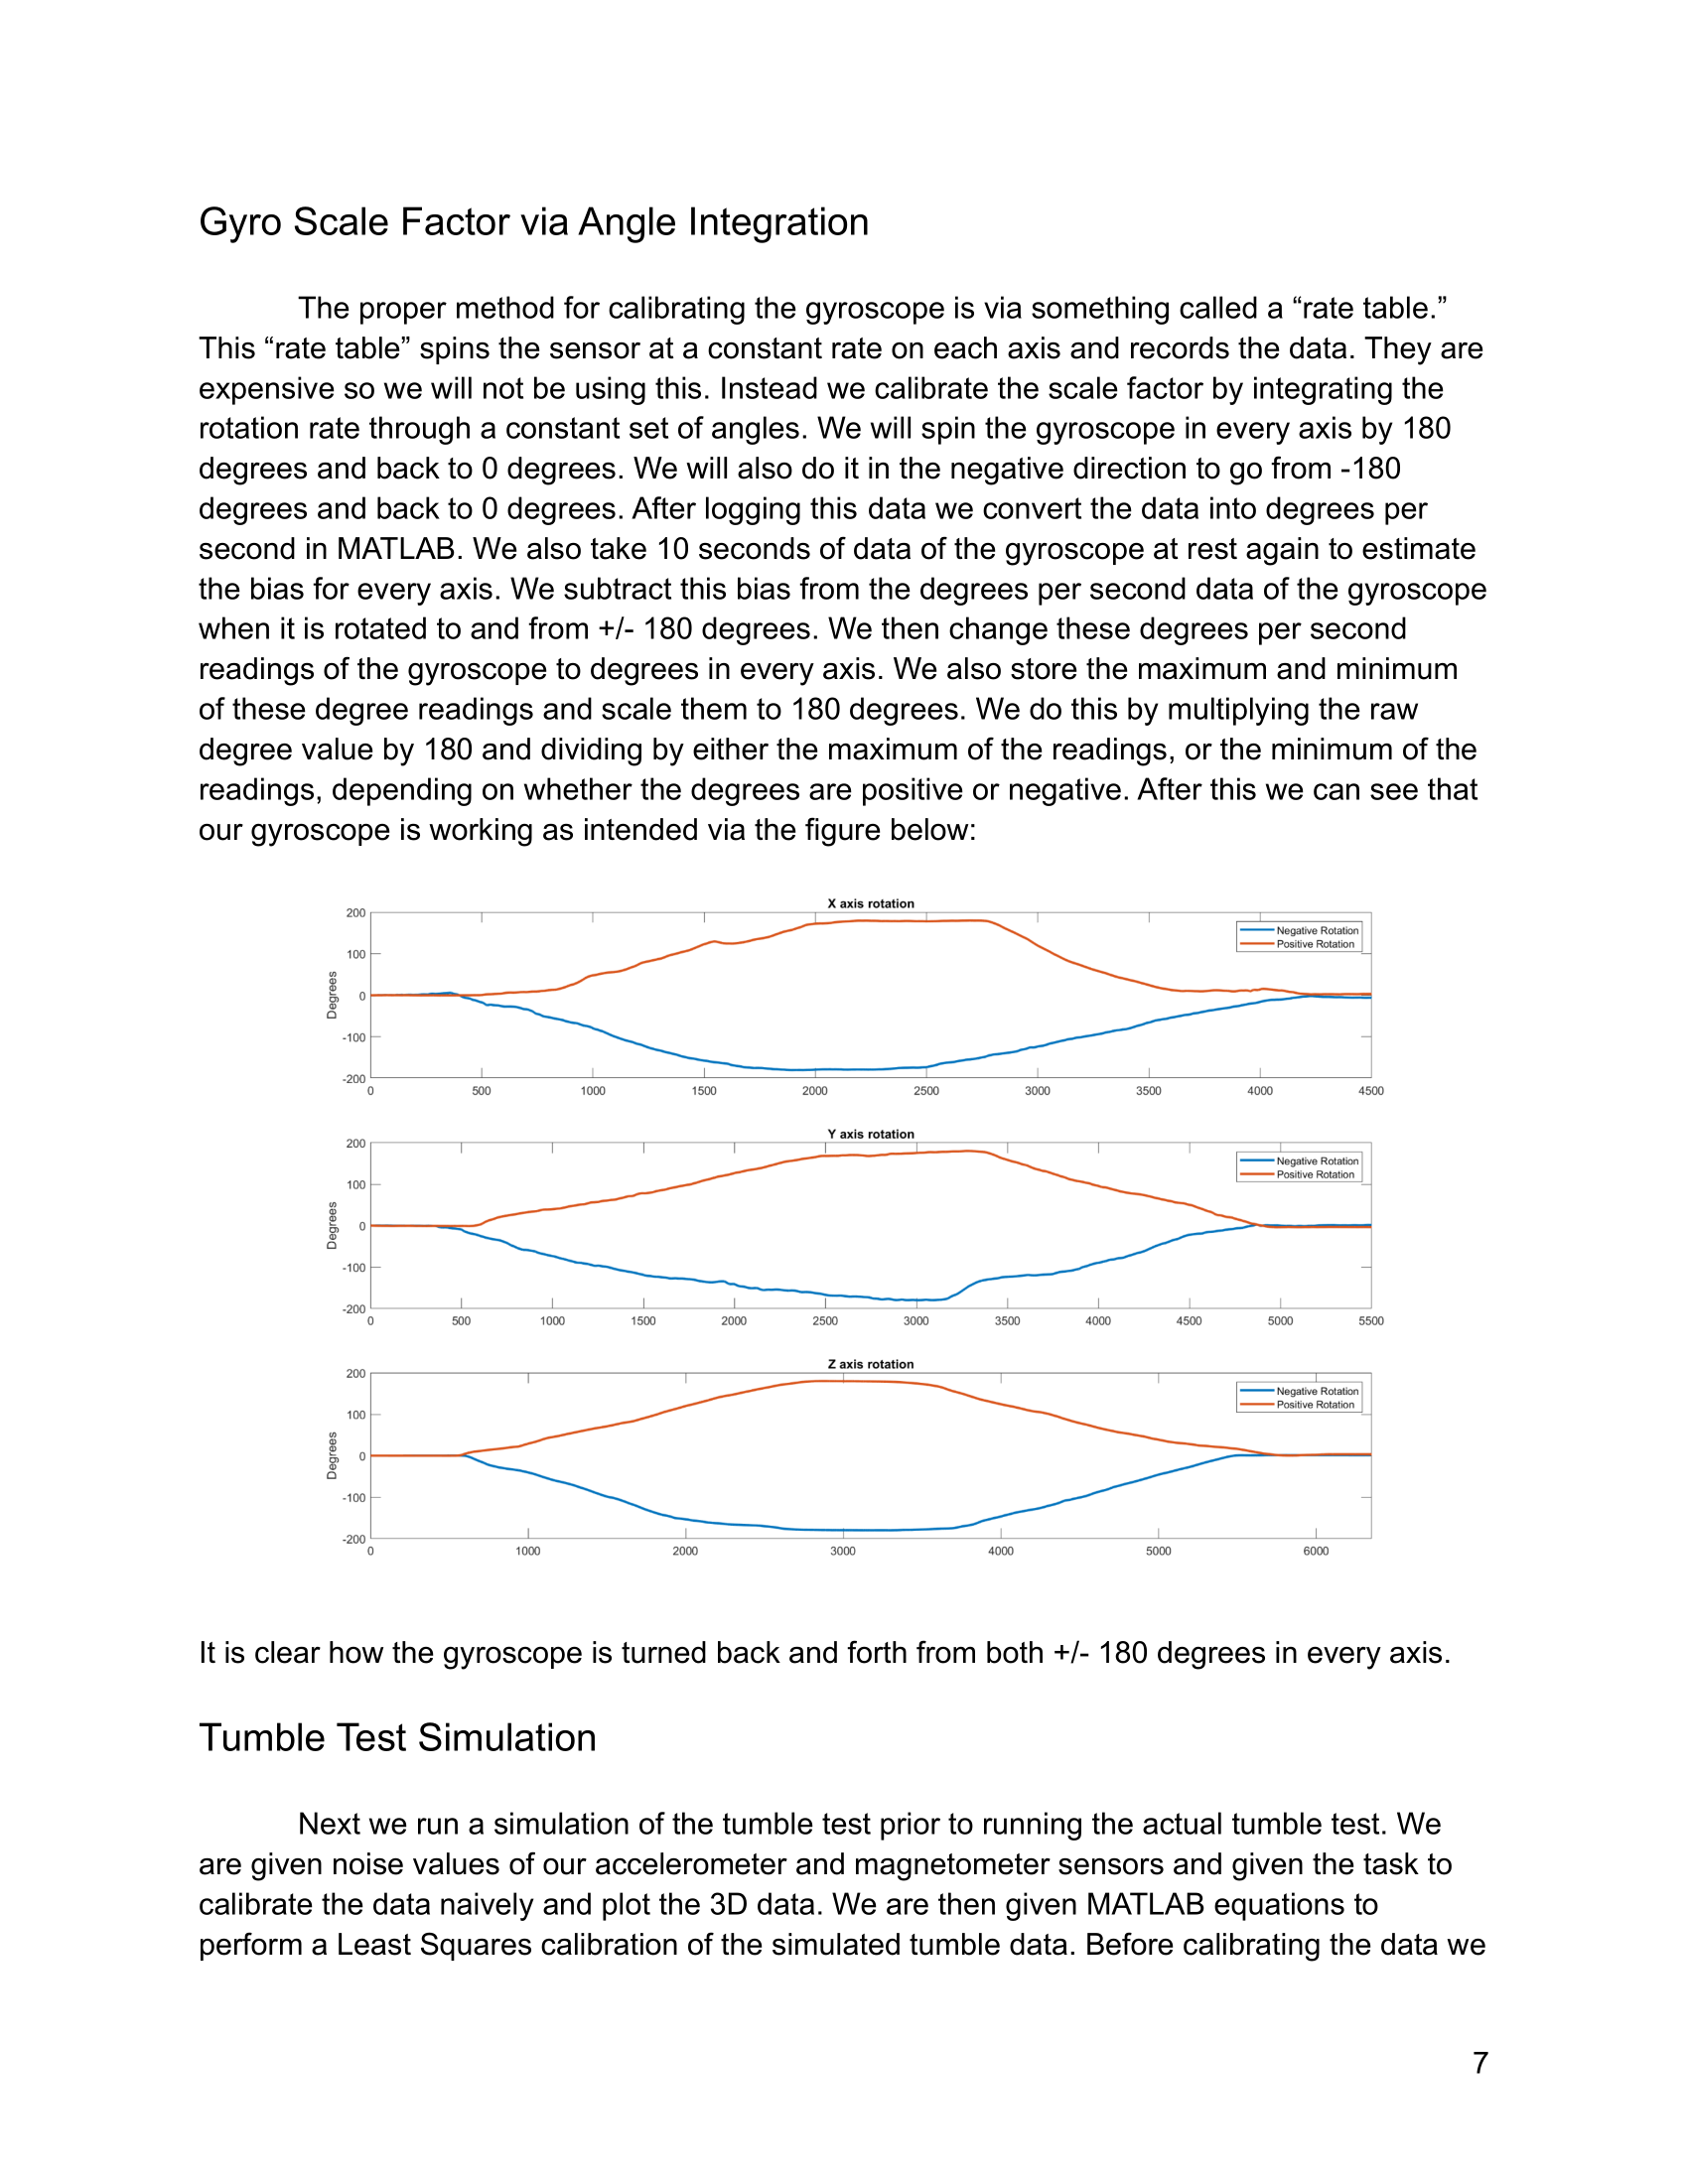 Gyro Scale Factor via Angle Integration
The proper method for calibrating the gyroscope is via something called a “rate table.”
This “rate table” spins the sensor at a constant rate on each axis and records the data. They are
expensive so we will not be using this. Instead we calibrate the scale factor by integrating the
rotation rate through a constant set of angles. We will spin the gyroscope in every axis by 180
degrees and back to 0 degrees. We will also do it in the negative direction to go from -180
degrees and back to 0 degrees. After logging this data we convert the data into degrees per
second in MATLAB. We also take 10 seconds of data of the gyroscope at rest again to estimate
the bias for every axis. We subtract this bias from the degrees per second data of the gyroscope
when it is rotated to and from +/- 180 degrees. We then change these degrees per second
readings of the gyroscope to degrees in every axis. We also store the maximum and minimum
of these degree readings and scale them to 180 degrees. We do this by multiplying the raw
degree value by 180 and dividing by either the maximum of the readings, or the minimum of the
readings, depending on whether the degrees are positive or negative. After this we can see that
our gyroscope is working as intended via the figure below:
X axis rotation
200
100
0
-100
-200
Degrees
Negative Rotation
Positive Rotation
0 500 1000 1500 2000 2500 3000 3500 4000 4500
Y axis rotation
200
100
0
-100
-200
Degrees
Negative Rotation
Positive Rotation
0 500 1000 1500 2000 2500 3000 3500 4000 4500 5000 5500
Z axis rotation
200
100
0
-100
-200
Degrees
Negative Rotation
Positive Rotation
0 1000 2000 3000 4000 5000 6000
It is clear how the gyroscope is turned back and forth from both +/- 180 degrees in every axis.
Tumble Test Simulation
Next we run a simulation of the tumble test prior to running the actual tumble test. We
are given noise values of our accelerometer and magnetometer sensors and given the task to
calibrate the data naively and plot the 3D data. We are then given MATLAB equations to
perform a Least Squares calibration of the simulated tumble data. Before calibrating the data we
7